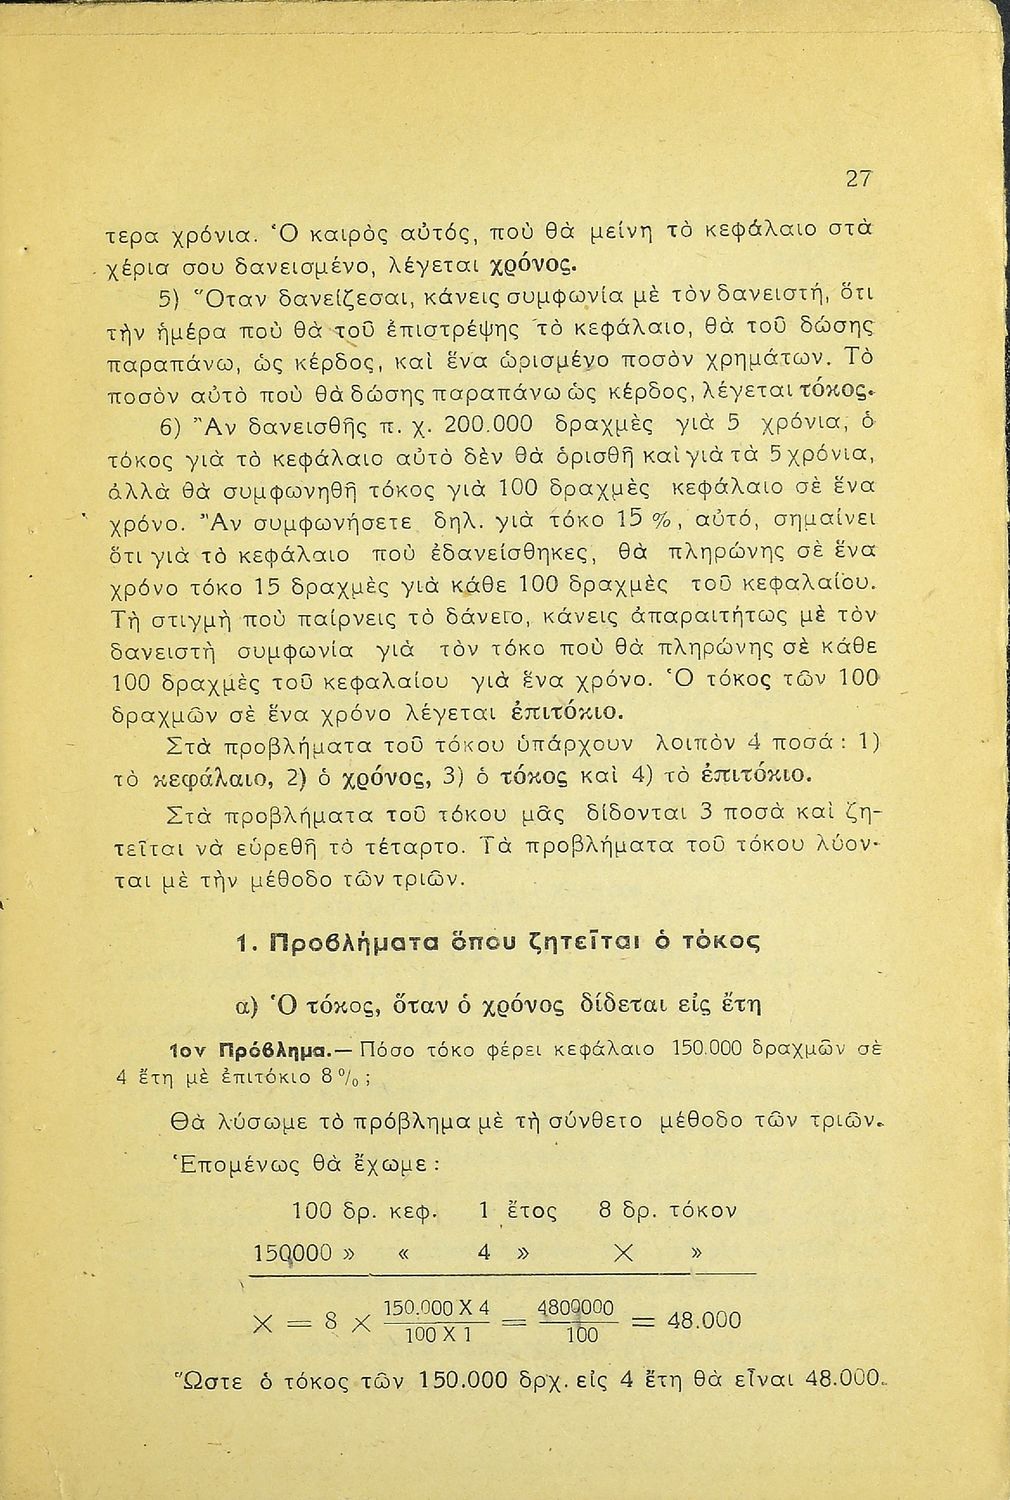 27
τερα χρόνια. Ὁ καιρὸς αὐτός, ποὺ θὰ μείνη τὸ κεφάλαιο στὰ
χέρια σου δανεισμένο, λέγεται χρόνος.
5) Ὅταν δανείζεσαι, κάνεις συμφωνία μὲ τὸν δανειστή, ὅτι
τὴν ἡμέρα ποὺ θὰ τοῦ ἐπιστρέψης τὸ κεφάλαιο, θὰ τοῦ δώσης
παραπάνω, ὡς κέρδος, καὶ ἕνα ὡρισμένο ποσὸν χρημάτων. Τὸ
ποσὸν αὐτὸ ποὺ θὰ δώσης παραπάνω ὡς κέρδος, λέγεται τόκος.
6) Ἂν δανεισθῆς π. χ. 200.000 δραχμὲς γιὰ 5 χρόνια, ὁ
τόκος γιὰ τὸ κεφάλαιο αὐτὸ δὲν θὰ ὁρισθῆ καὶ γιὰ τὰ 5 χρόνια,
ἀλλὰ θὰ συμφωνηθῆ τόκος γιὰ 100 δραχμὲς κεφάλαιο σὲ ἕνα
χρόνο. Ἂν συμφωνήσετε δηλ. γιὰ τόκο 15 %, αὐτό, σημαίνει
ὅτι γιὰ τὸ κεφάλαιο ποὺ ἐδανείσθηκες, θὰ πληρώνης σὲ ἕνα
χρόνο τόκο 15 δραχμὲς γιὰ κάθε 100 δραχμὲς τοῦ κεφαλαίου.
Τὴ στιγμὴ ποὺ παίρνεις τὸ δάνειο, κάνεις ἀπαραιτήτως μὲ τὸν
δανειστὴ συμφωνία γιὰ τὸν τόκο ποὺ θὰ πληρώνης σὲ κάθε
100 δραχμὲς τοῦ κεφαλαίου γιὰ ἕνα χρόνο. Ὁ τόκος τῶν 100
δραχμῶν σὲ ἕνα χρόνο λέγεται ἐπιτόκιο.
Στὰ προβλήματα τοῦ τόκου ὑπάρχουν λοιπὸν 4 ποσά : 1)
τὸ κεφάλαιο, 2) ὁ χρόνος, 3) ὁ τόκος καὶ 4) τὸ ἐπιτόκιο.
Στὰ προβλήματα τοῦ τόκου μᾶς δίδονται 3 ποσὰ καὶ ζη-
τεῖται νὰ εὑρεθῆ τὸ τέταρτο. Τὰ προβλήματα τοῦ τόκου λύον-
ται μὲ τὴν μέθοδο τῶν τριῶν.
1. Προβλήματα ὅπου ζητεῖται ὁ τόκος
α) Ὁ τόκος, ὅταν ὁ χρόνος δίδεται εἰς ἔτη
1ον Πρόβλημα.— Πόσο τόκο φέρει κεφάλαιο 150.000 δραχμῶν σὲ
4 ἔτη μὲ ἐπιτόκιο 8 % ;
Θὰ λύσωμε τὸ πρόβλημα μὲ τὴ σύνθετο μέθοδο τῶν τριῶν.
Ἑπομένως θὰ ἔχωμε :
100 δρ. κεφ. 1 ἔτος 8 δρ. τόκον
150000 » « 4 » Χ »
Χ = 8 Χ 150.000 Χ 4 / 100 Χ 1 = 4800000 / 100 = 48.000
Ὥστε ὁ τόκος τῶν 150.000 δρχ. εἰς 4 ἔτη θὰ εἶναι 48.000.